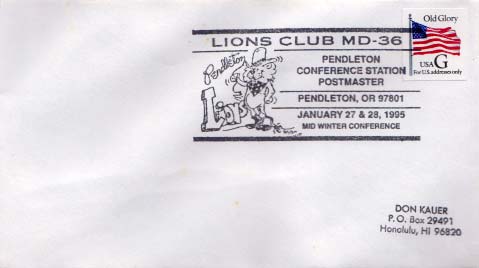 LIONS CLUB MD-36
Pendleton
Lions
PENDLETON
CONFERENCE STATION
POSTMASTER
PENDLETON, OR 97801
JANUARY 27 & 28, 1995
MID WINTER CONFERENCE
Old Glory
USA G
For U.S. addresses only
DON KAUER
P.O. Box 29491
Honolulu, HI 96820